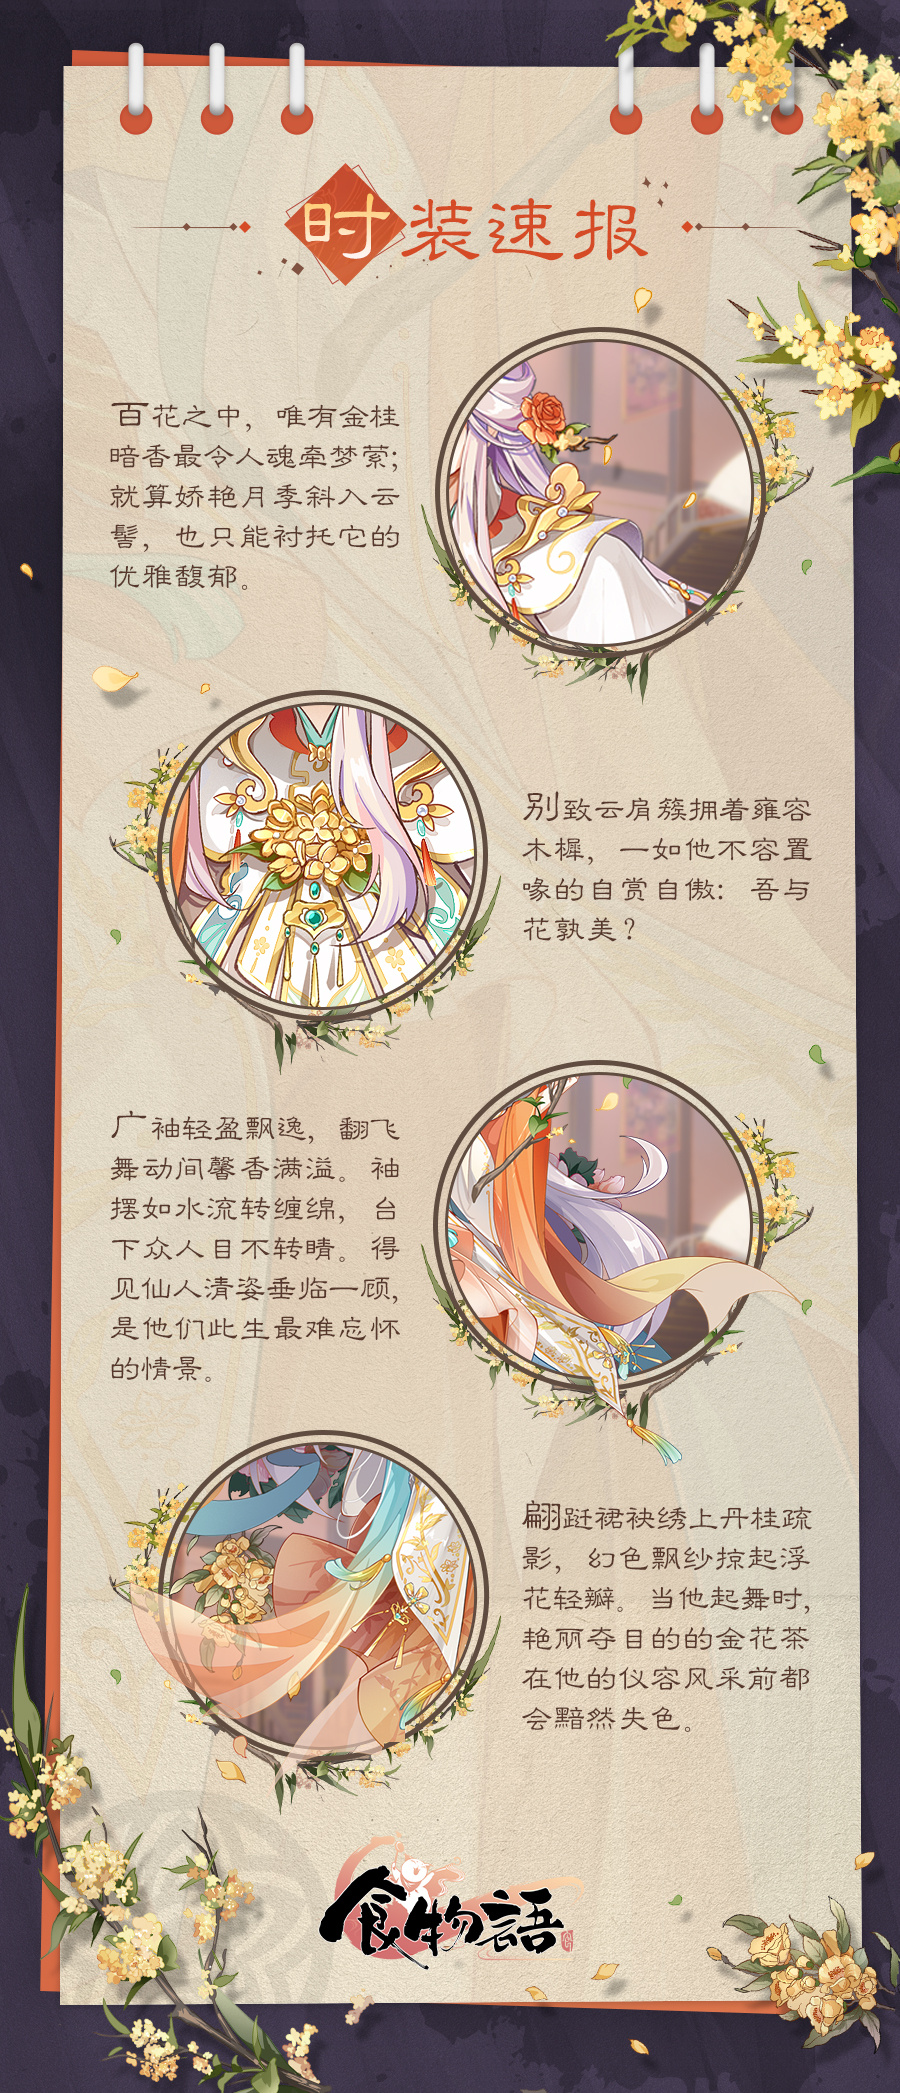 时装速报
百花之中，唯有金桂
暗香最令人魂牵梦萦；
就算娇艳月季斜入云
髻，也只能衬托它的
优雅馥郁。
别致云肩簇拥着雍容
木樨，一如他不容置
喙的自赏自傲：吾与
花孰美？
广袖轻盈飘逸，翻飞
舞动间馨香满溢。袖
摆如水流转缠绵，台
下众人目不转睛。得
见仙人清姿垂临一顾，
是他们此生最难忘怀
的情景。
翩跹裙袂绣上丹桂疏
影，幻色飘纱掠起浮
花轻瓣。当他起舞时，
艳丽夺目的的金花茶
在他的仪容风采前都
会黯然失色。
食物語